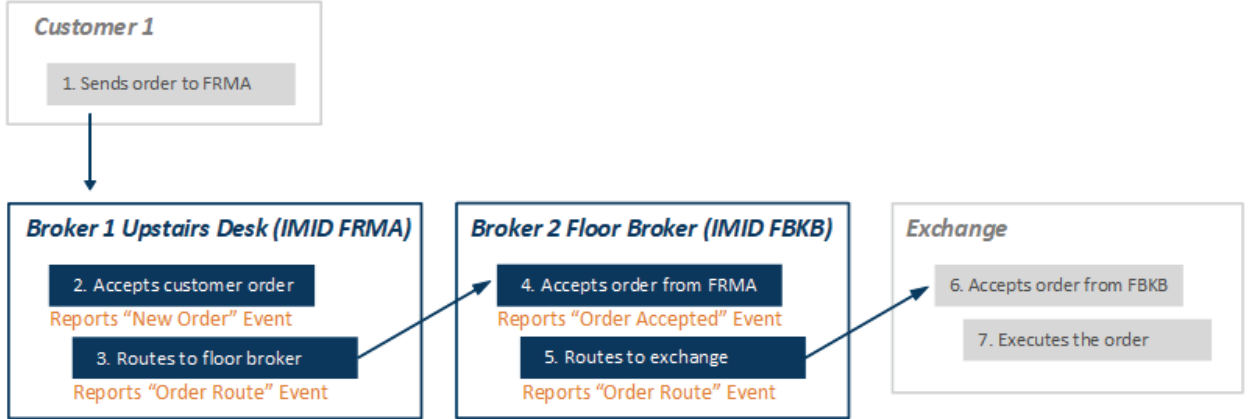 Customer 1
1. Sends order to FRMA
Broker 1 Upstairs Desk (IMID FRMA)
2. Accepts customer order
Reports “New Order” Event
3. Routes to floor broker
Reports “Order Route” Event
Broker 2 Floor Broker (IMID FBKB)
4. Accepts order from FRMA
Reports “Order Accepted” Event
5. Routes to exchange
Reports “Order Route” Event
Exchange
6. Accepts order from FBKB
7. Executes the order